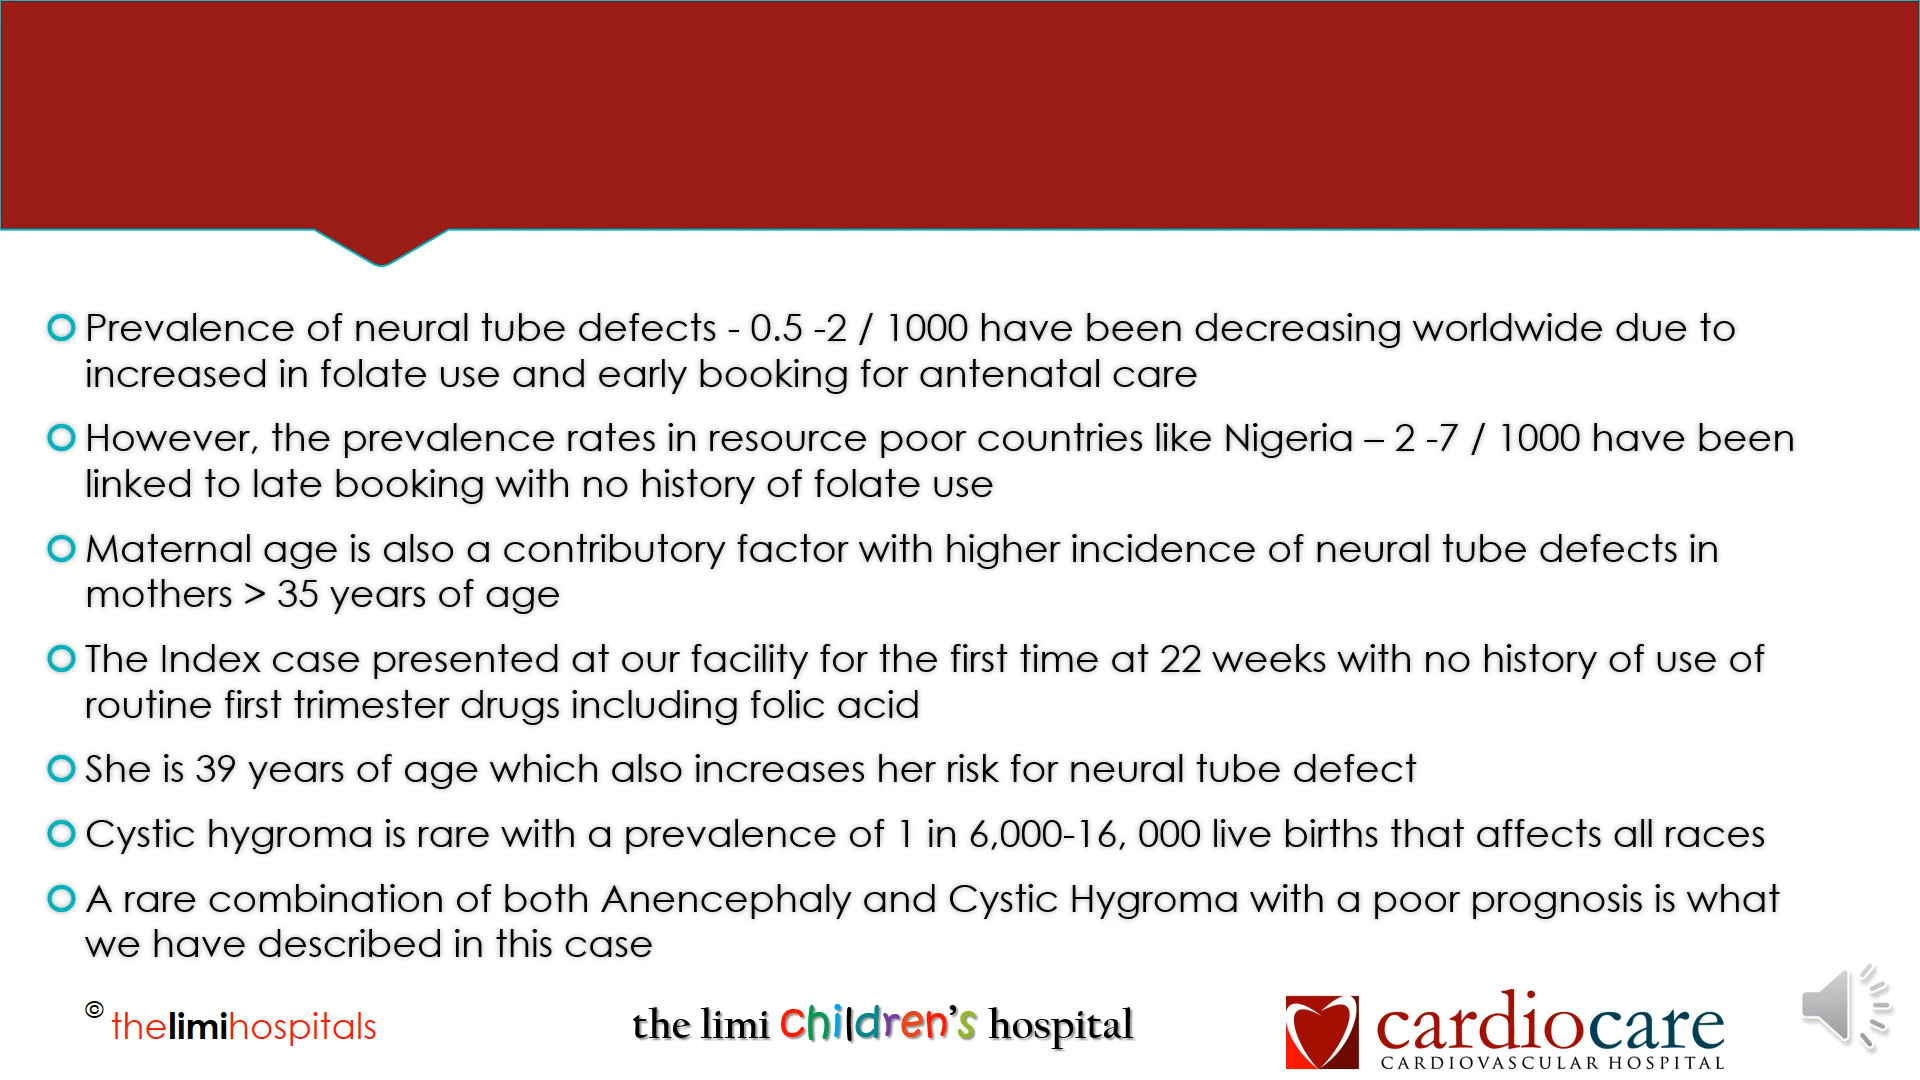 Prevalence of neural tube defects - 0.5 -2 / 1000 have been decreasing worldwide due to
increased in folate use and early booking for antenatal care
However, the prevalence rates in resource poor countries like Nigeria – 2 -7 / 1000 have been
linked to late booking with no history of folate use
Maternal age is also a contributory factor with higher incidence of neural tube defects in
mothers > 35 years of age
The Index case presented at our facility for the first time at 22 weeks with no history of use of
routine first trimester drugs including folic acid
She is 39 years of age which also increases her risk for neural tube defect
Cystic hygroma is rare with a prevalence of 1 in 6,000-16, 000 live births that affects all races
A rare combination of both Anencephaly and Cystic Hygroma with a poor prognosis is what
we have described in this case
© thelimihospitals
the limi children's hospital
cardiocare
CARDIOVASCULAR HOSPITAL